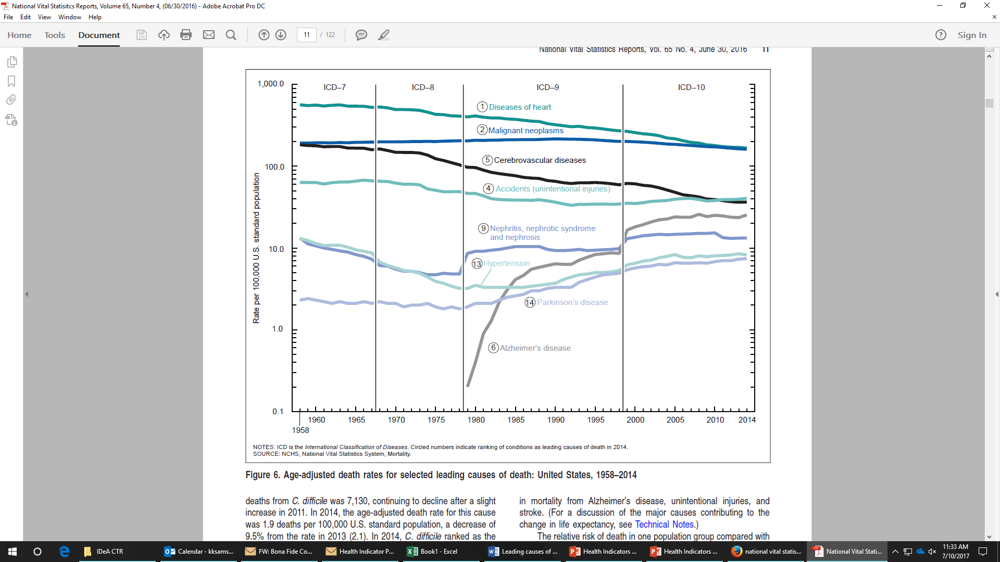 National Vital Statisitcs Reports, Volume 65, Number 4, (06/30/2016) - Adobe Acrobat Pro DC
File Edit View Window Help
Home Tools Document 11 / 122 Sign In
National Vital Statistics Reports, Vol. 65 No. 4, June 30, 2016 11
ICD–7 ICD–8 ICD–9 ICD–10
1,000.0
100.0
10.0
1.0
0.1
Rate per 100,000 U.S. standard population
1 Diseases of heart
2 Malignant neoplasms
5 Cerebrovascular diseases
4 Accidents (unintentional injuries)
9 Nephritis, nephrotic syndrome
and nephrosis
13 Hypertension
14 Parkinson's disease
6 Alzheimer's disease
1960 1965 1970 1975 1980 1985 1990 1995 2000 2005 2010 2014
1958
NOTES: ICD is the International Classification of Diseases. Circled numbers indicate ranking of conditions as leading causes of death in 2014.
SOURCE: NCHS, National Vital Statistics System, Mortality.
Figure 6. Age-adjusted death rates for selected leading causes of death: United States, 1958–2014
deaths from C. difficile was 7,130, continuing to decline after a slight
increase in 2011. In 2014, the age-adjusted death rate for this cause
was 1.9 deaths per 100,000 U.S. standard population, a decrease of
9.5% from the rate in 2013 (2.1). In 2014, C. difficile ranked as the
in mortality from Alzheimer's disease, unintentional injuries, and
stroke. (For a discussion of the major causes contributing to the
change in life expectancy, see Technical Notes.)
The relative risk of death in one population group compared with
IDeA CTR
Calendar - kksams...
FW: Bona Fide Co...
Health Indicator P...
Book1 - Excel
Leading causes of ...
Health Indicators ...
Health Indicators ...
national vital statis...
National Vital Stati...
11:33 AM
7/10/2017